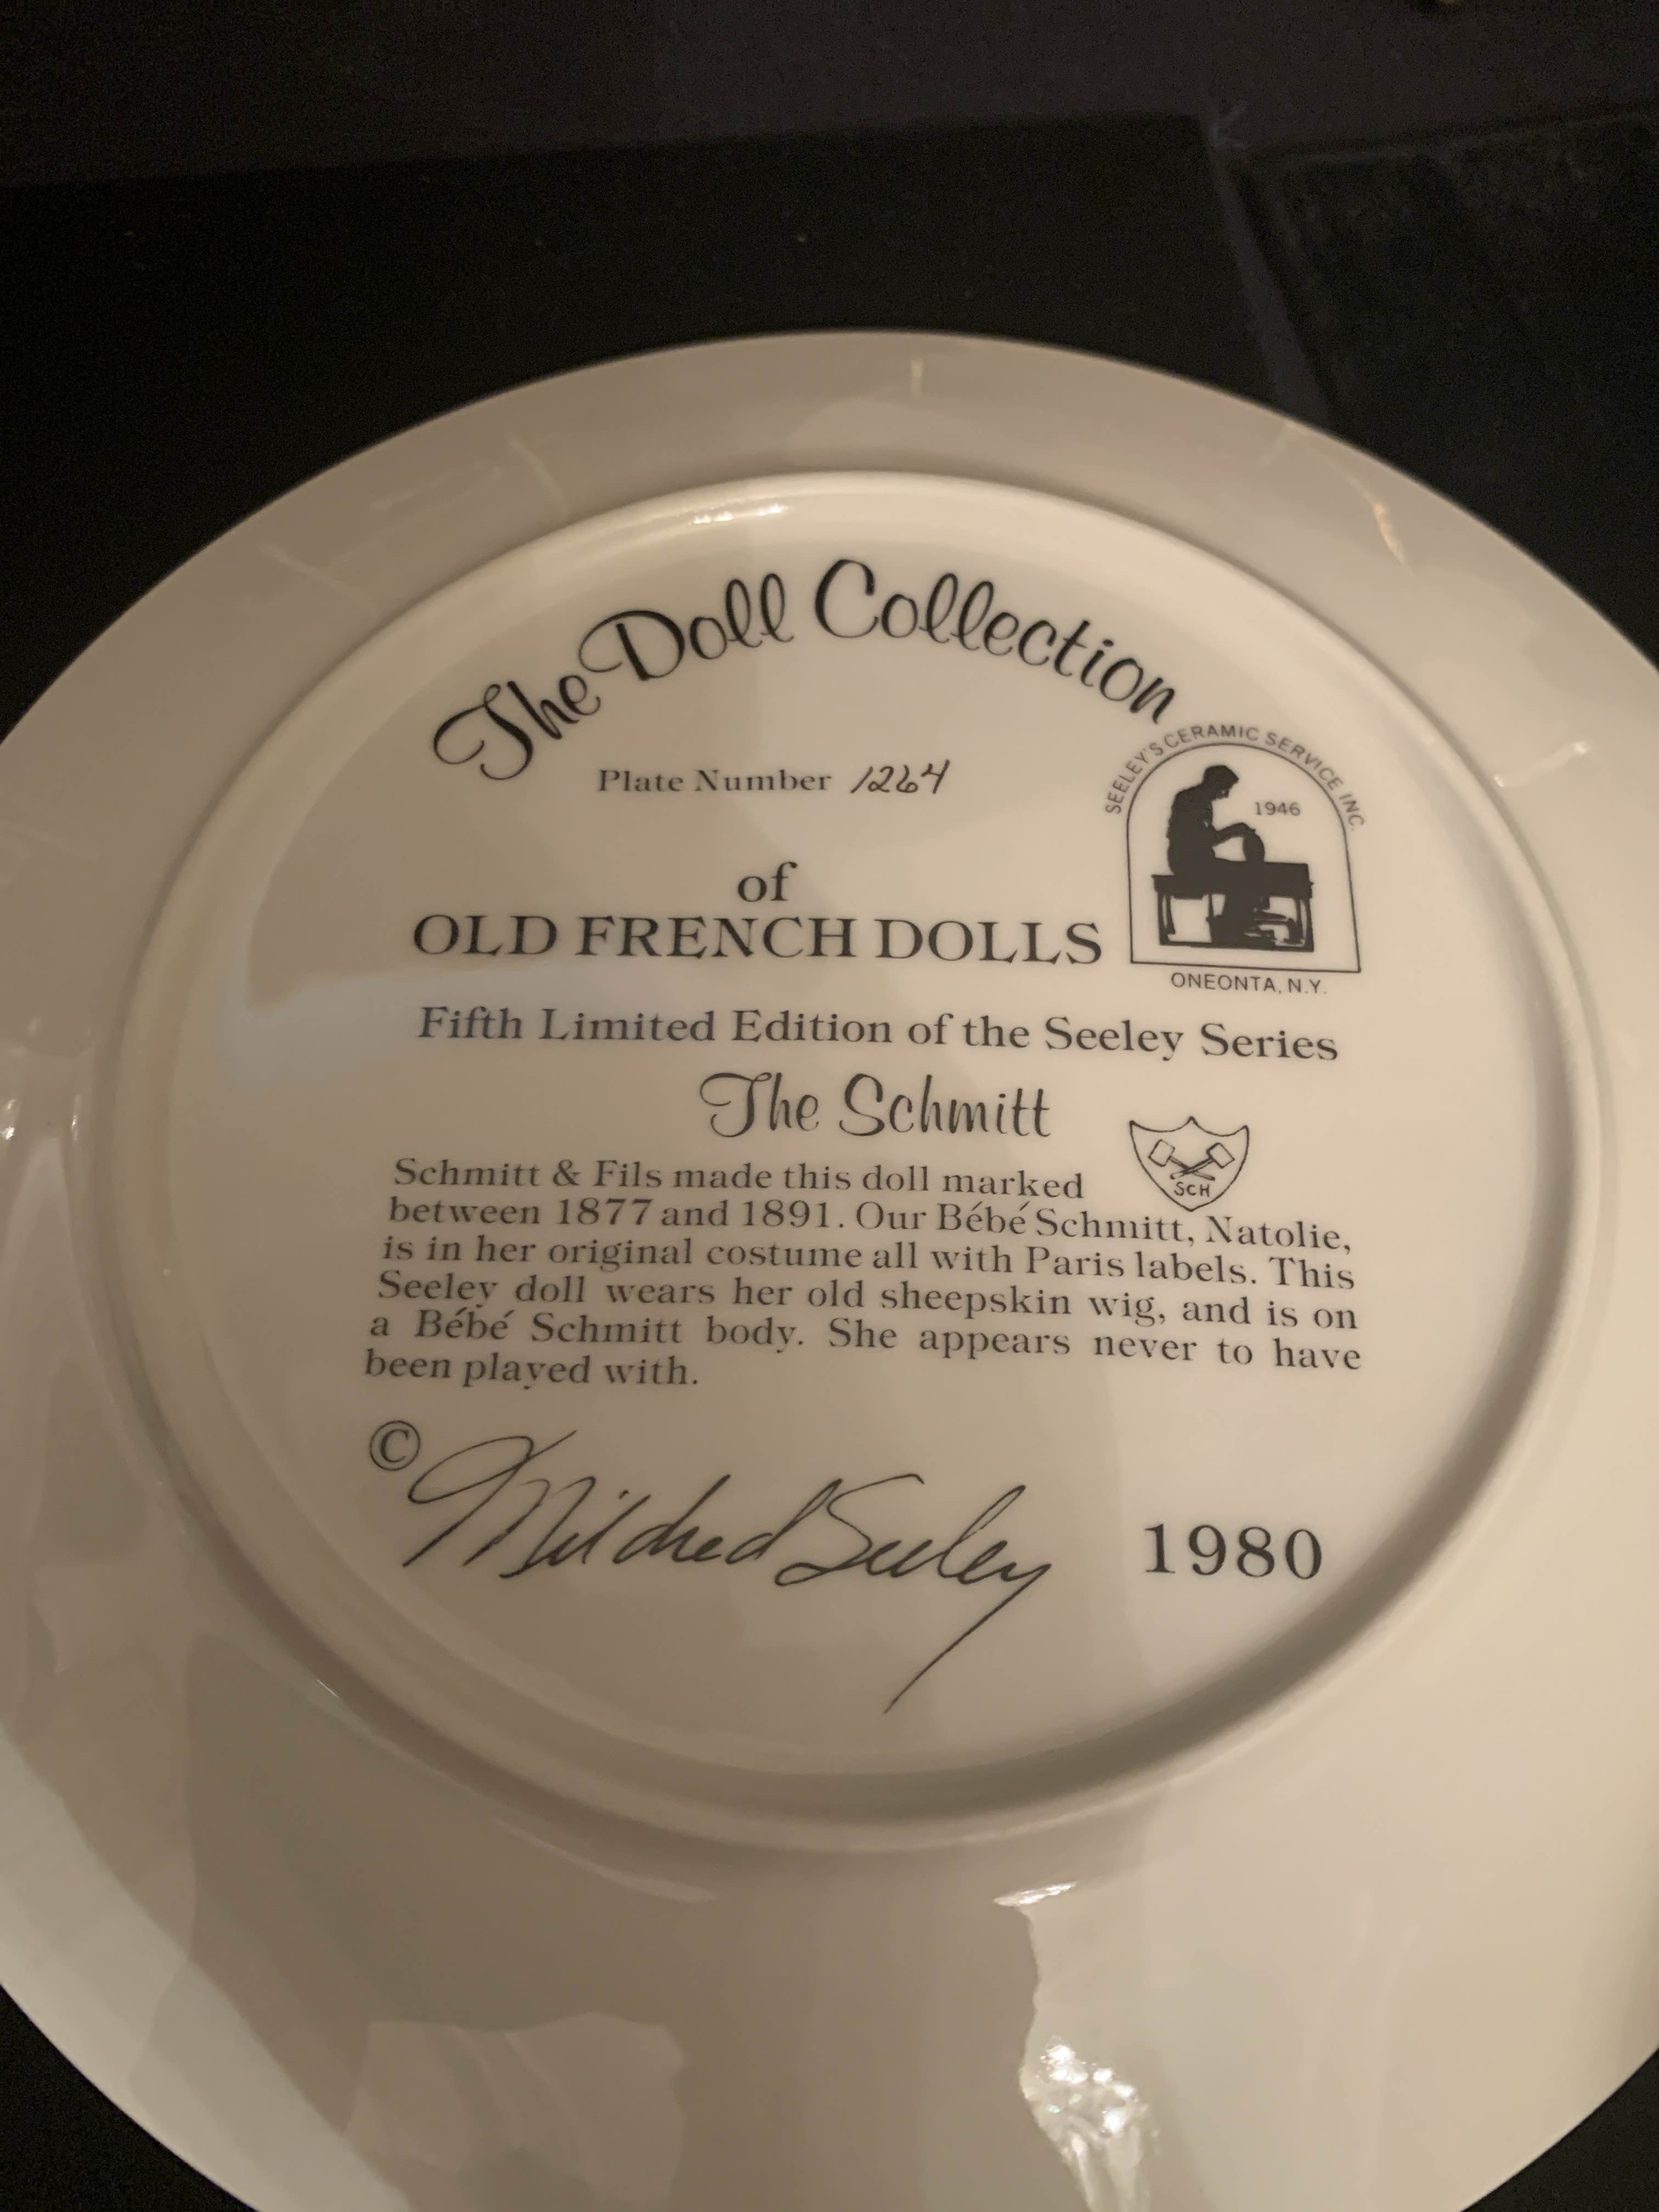 The Doll Collection
Plate Number 1264
SEELEY'S CERAMIC SERVICE INC.
1946
ONEONTA, N.Y.
of
OLD FRENCH DOLLS
Fifth Limited Edition of the Seeley Series
The Schmitt
Schmitt & Fils made this doll marked
SCH
between 1877 and 1891. Our Bébé Schmitt, Natolie,
is in her original costume all with Paris labels. This
Seeley doll wears her old sheepskin wig, and is on
a Bébé Schmitt body. She appears never to have
been played with.
© Mildred Seeley 1980